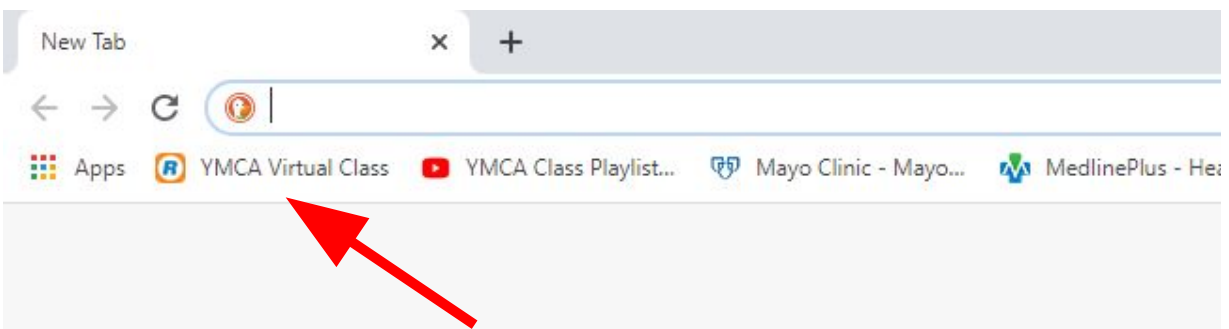 New Tab
Apps YMCA Virtual Class YMCA Class Playlist... Mayo Clinic - Mayo... MedlinePlus - Hea